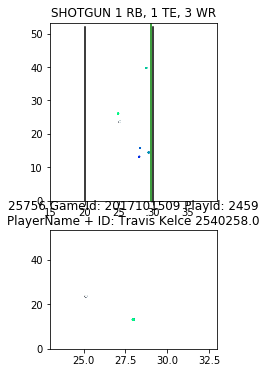 SHOTGUN 1 RB, 1 TE, 3 WR
50
40
30
20
10
0
15 20 25 30 35
25756 GameId: 2017101509 PlayId: 2459
PlayerName + ID: Travis Kelce 2540258.0
40
20
0
25.0 27.5 30.0 32.5